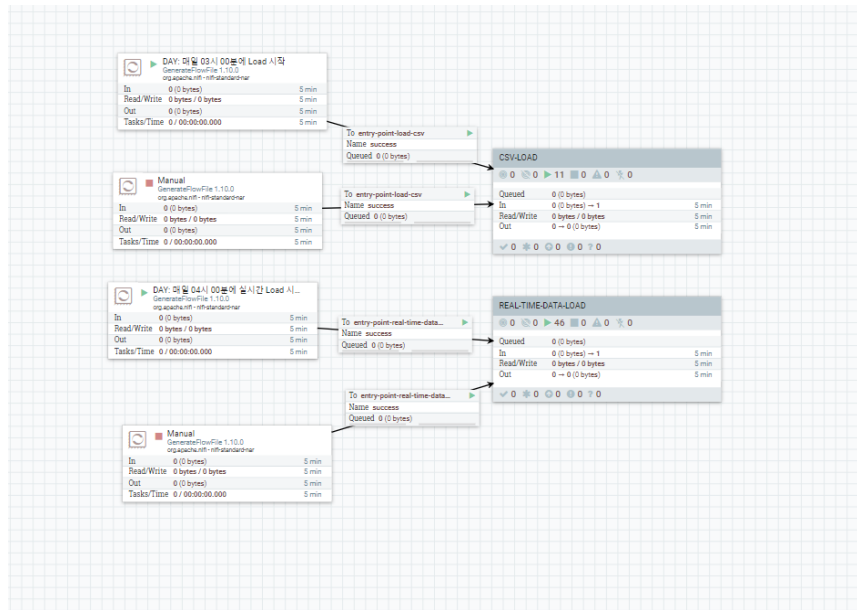 DAY: 매일 03시 00분에 Load 시작
GenerateFlowFile 1.10.0
org.apache.nifi - nifi-standard-nar
In 0 (0 bytes) 5 min
Read/Write 0 bytes / 0 bytes 5 min
Out 0 (0 bytes) 5 min
Tasks/Time 0 / 00:00:00.000 5 min
To entry-point-load-csv
Name success
Queued 0 (0 bytes)
Manual
GenerateFlowFile 1.10.0
org.apache.nifi - nifi-standard-nar
In 0 (0 bytes) 5 min
Read/Write 0 bytes / 0 bytes 5 min
Out 0 (0 bytes) 5 min
Tasks/Time 0 / 00:00:00.000 5 min
To entry-point-load-csv
Name success
Queued 0 (0 bytes)
CSV-LOAD
0 0 11 0 0 0
Queued 0 (0 bytes)
In 0 (0 bytes) → 1 5 min
Read/Write 0 bytes / 0 bytes 5 min
Out 0 → 0 (0 bytes) 5 min
0 0 0 0 ? 0
DAY: 매일 04시 00분에 실시간 Load 시...
GenerateFlowFile 1.10.0
org.apache.nifi - nifi-standard-nar
In 0 (0 bytes) 5 min
Read/Write 0 bytes / 0 bytes 5 min
Out 0 (0 bytes) 5 min
Tasks/Time 0 / 00:00:00.000 5 min
To entry-point-real-time-data...
Name success
Queued 0 (0 bytes)
REAL-TIME-DATA-LOAD
0 0 46 0 0 0
Queued 0 (0 bytes)
In 0 (0 bytes) → 1 5 min
Read/Write 0 bytes / 0 bytes 5 min
Out 0 → 0 (0 bytes) 5 min
0 0 0 0 ? 0
To entry-point-real-time-data...
Name success
Queued 0 (0 bytes)
Manual
GenerateFlowFile 1.10.0
org.apache.nifi - nifi-standard-nar
In 0 (0 bytes) 5 min
Read/Write 0 bytes / 0 bytes 5 min
Out 0 (0 bytes) 5 min
Tasks/Time 0 / 00:00:00.000 5 min